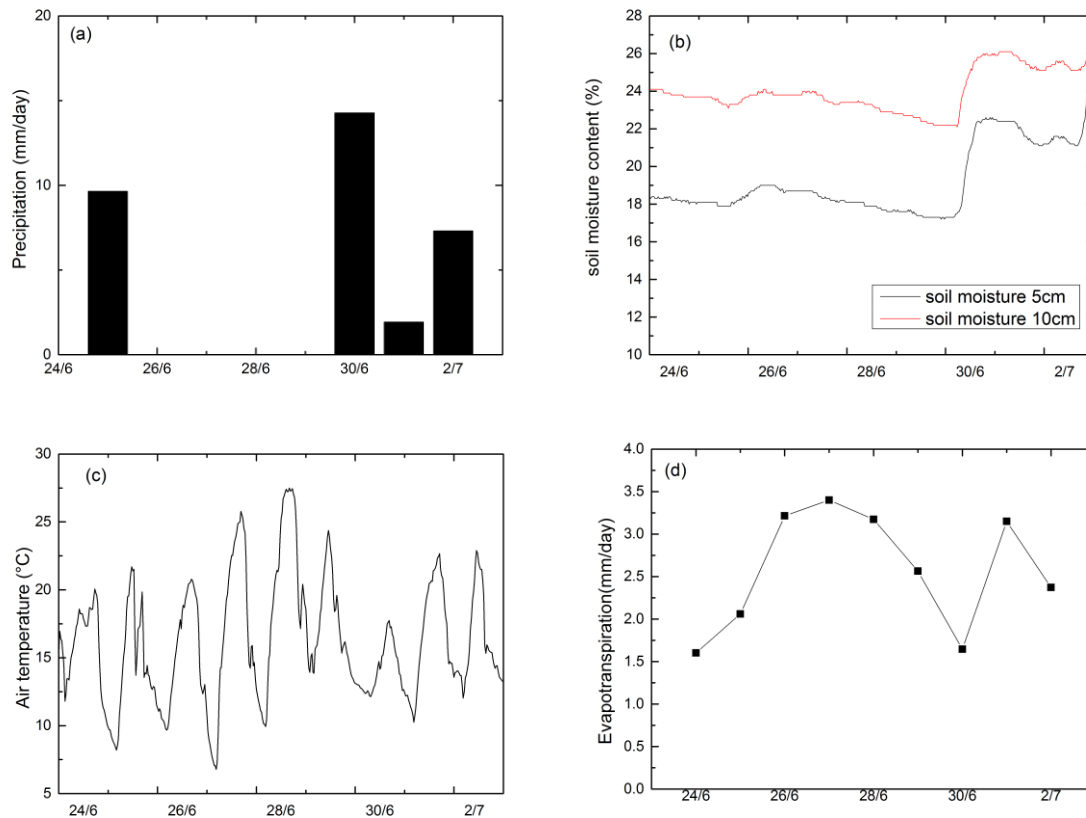 (a)
Precipitation (mm/day)
20
10
0
24/6 26/6 28/6 30/6 2/7
(b)
soil moisture content (%)
28
26
24
22
20
18
16
14
12
10
soil moisture 5cm
soil moisture 10cm
24/6 26/6 28/6 30/6 2/7
(c)
Air temperature (°C)
30
25
20
15
10
5
24/6 26/6 28/6 30/6 2/7
(d)
Evapotranspiration(mm/day)
4.0
3.5
3.0
2.5
2.0
1.5
1.0
0.5
0.0
24/6 26/6 28/6 30/6 2/7